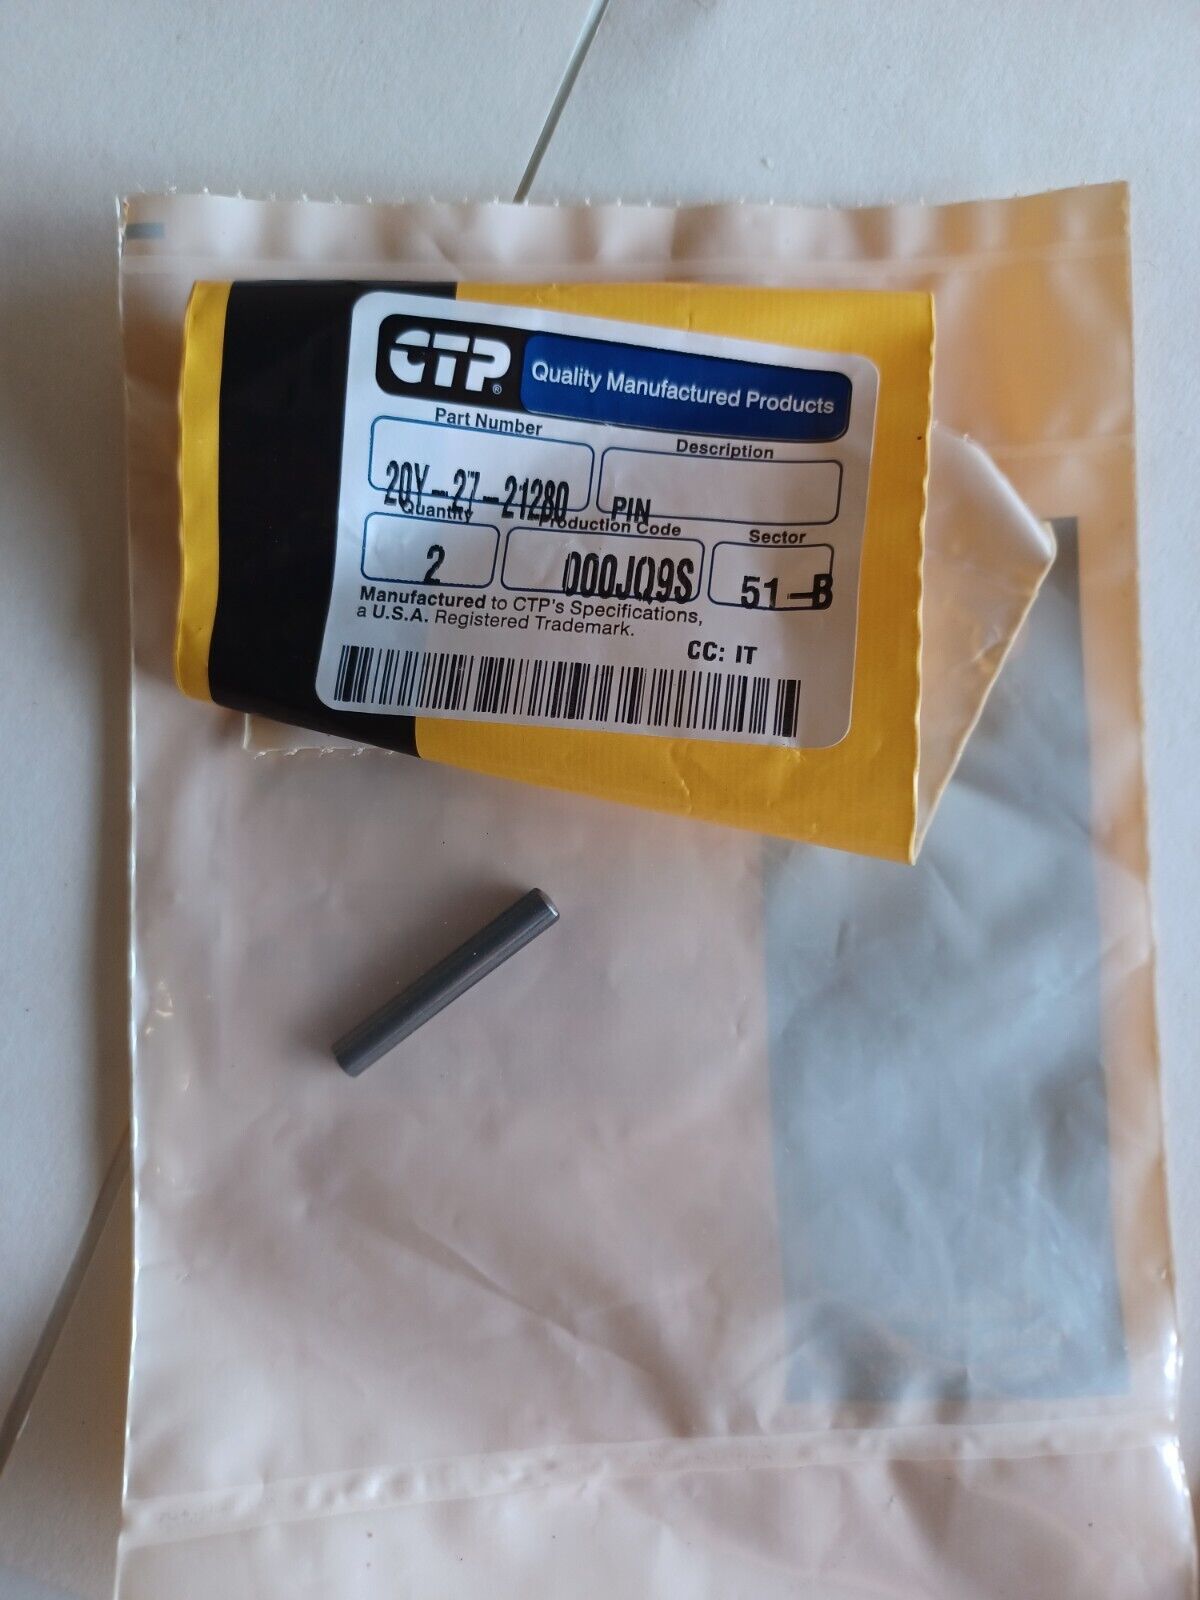 CTP®
Quality Manufactured Products
Part Number
Description
20Y-27-21280
PIN
Quantity
Production Code
Sector
2
000JQ9S
51-B
Manufactured to CTP's Specifications,
a U.S.A. Registered Trademark.
CC: IT